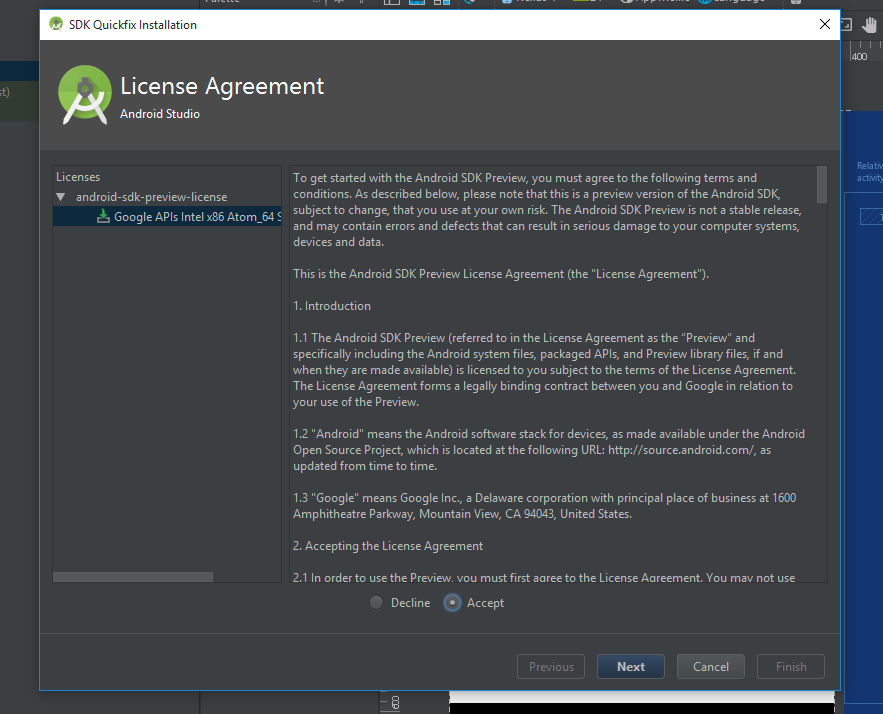 SDK Quickfix Installation
400
License Agreement
Android Studio
Licenses
android-sdk-preview-license
Google APIs Intel x86 Atom_64 S
To get started with the Android SDK Preview, you must agree to the following terms and
conditions. As described below, please note that this is a preview version of the Android SDK,
subject to change, that you use at your own risk. The Android SDK Preview is not a stable release,
and may contain errors and defects that can result in serious damage to your computer systems,
devices and data.
This is the Android SDK Preview License Agreement (the "License Agreement").
1. Introduction
1.1 The Android SDK Preview (referred to in the License Agreement as the "Preview" and
specifically including the Android system files, packaged APIs, and Preview library files, if and
when they are made available) is licensed to you subject to the terms of the License Agreement.
The License Agreement forms a legally binding contract between you and Google in relation to
your use of the Preview.
1.2 "Android" means the Android software stack for devices, as made available under the Android
Open Source Project, which is located at the following URL: http://source.android.com/, as
updated from time to time.
1.3 "Google" means Google Inc., a Delaware corporation with principal place of business at 1600
Amphitheatre Parkway, Mountain View, CA 94043, United States.
2. Accepting the License Agreement
2.1 In order to use the Preview, you must first agree to the License Agreement. You may not use
Relativ
activity
Decline
Accept
Previous
Next
Cancel
Finish
8